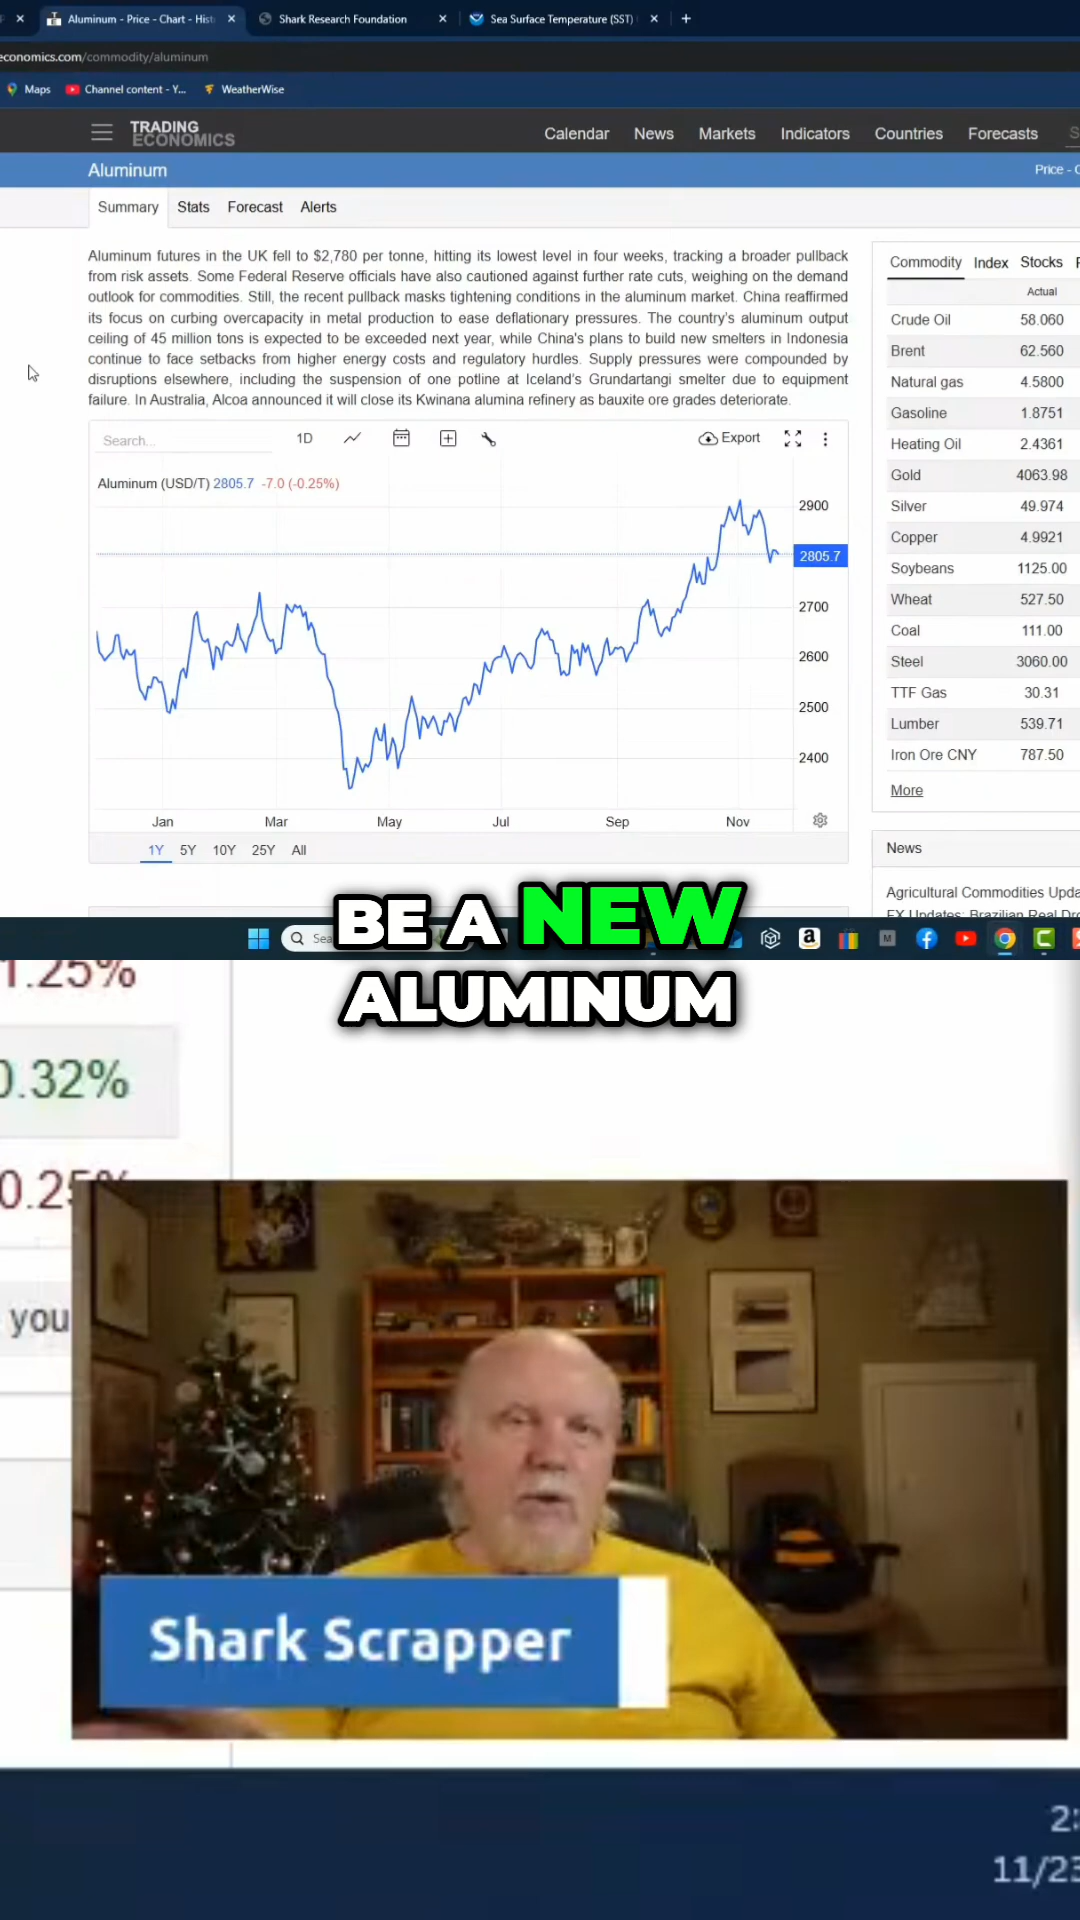 Aluminum - Price - Chart - Hist
Shark Research Foundation
Sea Surface Temperature (SST)
economics.com/commodity/aluminum
Maps
Channel content - Y...
WeatherWise
TRADING
ECONOMICS
Calendar News Markets Indicators Countries Forecasts
Aluminum
Price -
Summary Stats Forecast Alerts
Aluminum futures in the UK fell to $2,780 per tonne, hitting its lowest level in four weeks, tracking a broader pullback
from risk assets. Some Federal Reserve officials have also cautioned against further rate cuts, weighing on the demand
outlook for commodities. Still, the recent pullback masks tightening conditions in the aluminum market. China reaffirmed
its focus on curbing overcapacity in metal production to ease deflationary pressures. The country's aluminum output
ceiling of 45 million tons is expected to be exceeded next year, while China's plans to build new smelters in Indonesia
continue to face setbacks from higher energy costs and regulatory hurdles. Supply pressures were compounded by
disruptions elsewhere, including the suspension of one potline at Iceland's Grundartangi smelter due to equipment
failure. In Australia, Alcoa announced it will close its Kwinana alumina refinery as bauxite ore grades deteriorate.
Search...
1D
Export
Aluminum (USD/T) 2805.7 -7.0 (-0.25%)
2900
2805.7
2700
2600
2500
2400
Jan Mar May Jul Sep Nov
1Y 5Y 10Y 25Y All
Commodity Index Stocks
Actual
Crude Oil 58.060
Brent 62.560
Natural gas 4.5800
Gasoline 1.8751
Heating Oil 2.4361
Gold 4063.98
Silver 49.974
Copper 4.9921
Soybeans 1125.00
Wheat 527.50
Coal 111.00
Steel 3060.00
TTF Gas 30.31
Lumber 539.71
Iron Ore CNY 787.50
More
News
Agricultural Commodities Upda
FX Updates: Brazilian Real Dro
Sea
BE A NEW
ALUMINUM
1.25%
0.32%
0.25%
you
Shark Scrapper
2:
11/23